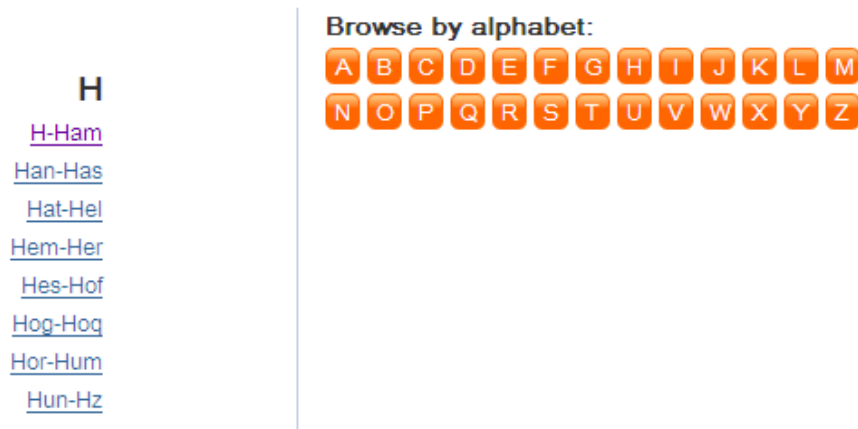 H
H-Ham
Han-Has
Hat-Hel
Hem-Her
Hes-Hof
Hog-Hoq
Hor-Hum
Hun-Hz
Browse by alphabet:
A B C D E F G H I J K L M
N O P Q R S T U V W X Y Z